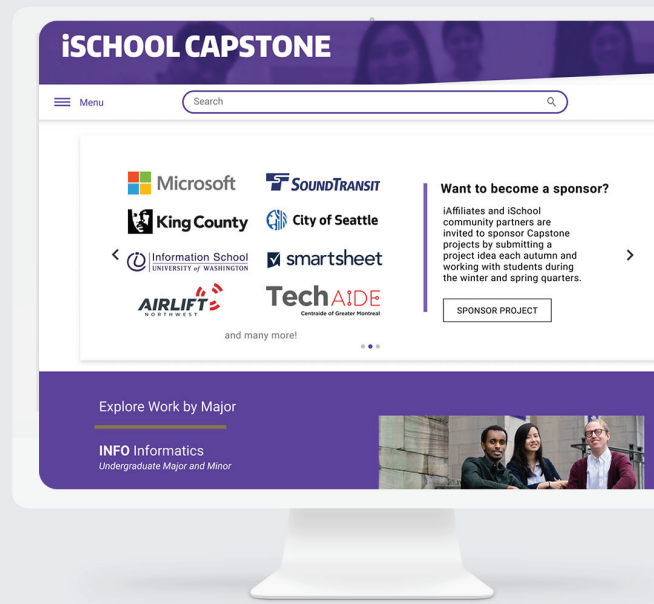 iSCHOOL CAPSTONE
Menu
Search
Microsoft
SOUNDTRANSIT
King County
City of Seattle
Information School
UNIVERSITY of WASHINGTON
smartsheet
AIRLIFT
NORTHWEST
TechAIDE
Centraide of Greater Montreal
and many more!
Want to become a sponsor?
iAffiliates and iSchool
community partners are
invited to sponsor Capstone
projects by submitting a
project idea each autumn and
working with students during
the winter and spring quarters.
SPONSOR PROJECT
Explore Work by Major
INFO Informatics
Undergraduate Major and Minor